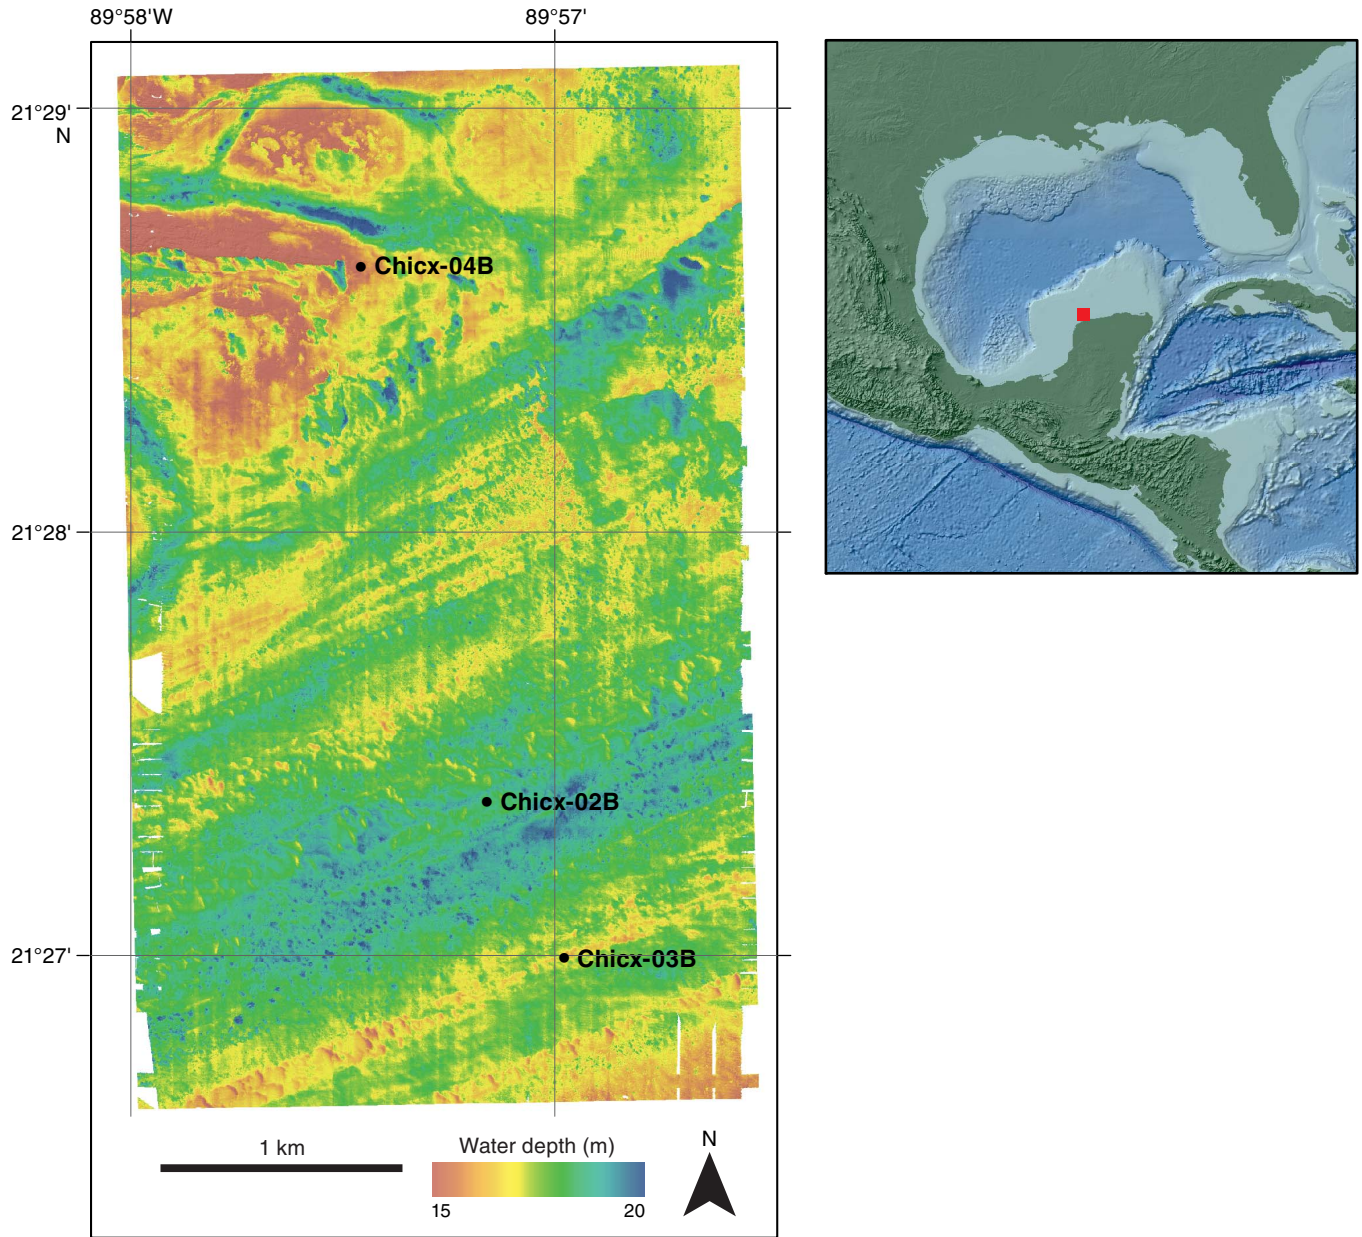 89°58'W
89°57'
21°29'
N
Chicx-04B
21°28'
Chicx-02B
21°27'
Chicx-03B
1 km
Water depth (m)
15
20
N